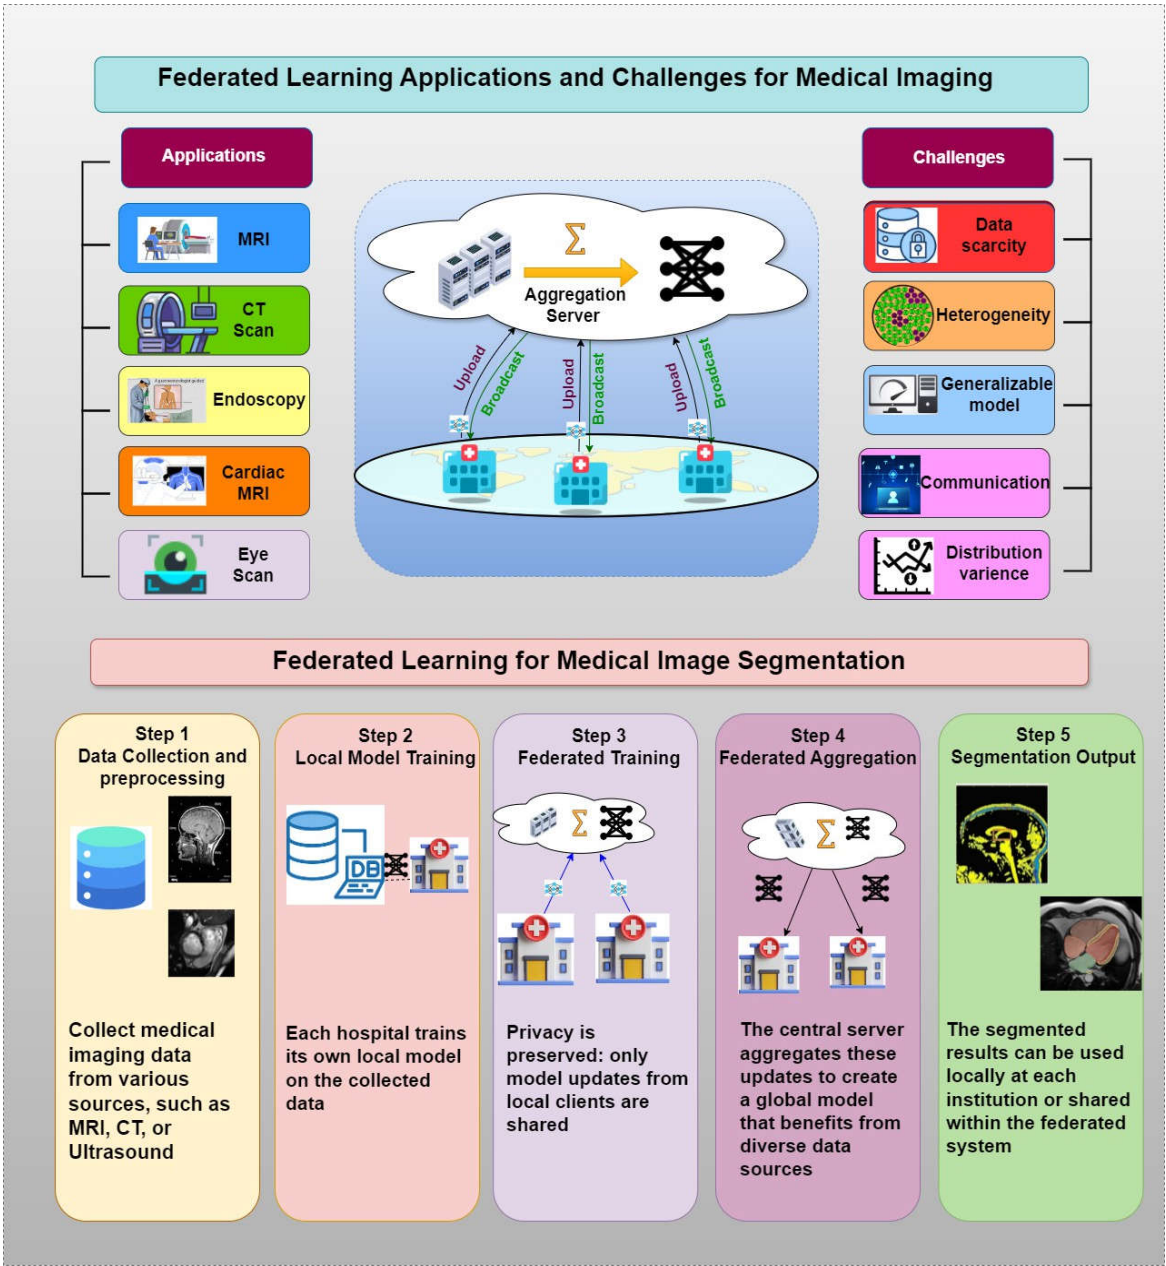 Federated Learning Applications and Challenges for Medical Imaging
Applications
MRI
CT
Scan
Endoscopy
Cardiac
MRI
Eye
Scan
Aggregation
Server
Upload
Broadcast
Upload
Broadcast
Upload
Broadcast
Challenges
Data
scarcity
Heterogeneity
Generalizable
model
Communication
Distribution
varience
Federated Learning for Medical Image Segmentation
Step 1
Data Collection and
preprocessing
Collect medical
imaging data
from various
sources, such as
MRI, CT, or
Ultrasound
Step 2
Local Model Training
DB
Each hospital trains
its own local model
on the collected
data
Step 3
Federated Training
Σ
Privacy is
preserved: only
model updates from
local clients are
shared
Step 4
Federated Aggregation
Σ
The central server
aggregates these
updates to create
a global model
that benefits from
diverse data
sources
Step 5
Segmentation Output
The segmented
results can be used
locally at each
institution or shared
within the federated
system